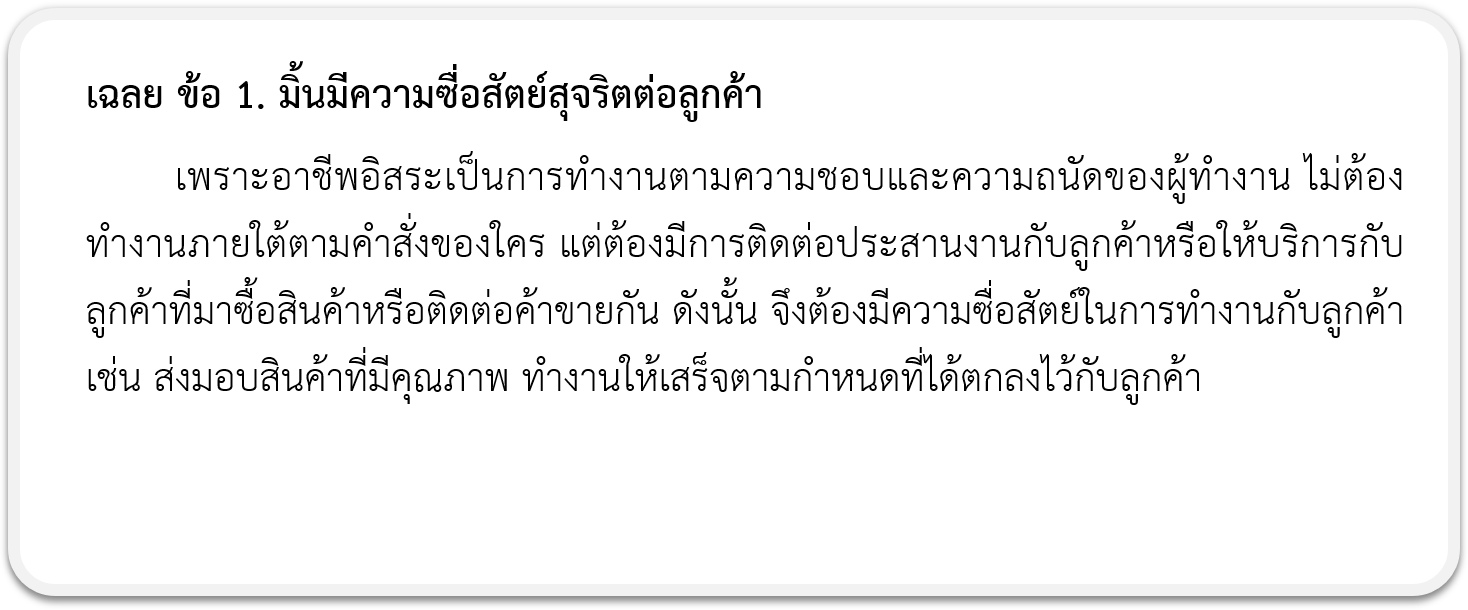 เฉลย ข้อ 1. มิ้นมีความซื่อสัตย์สุจริตต่อลูกค้า
เพราะอาชีพอิสระเป็นการทำงานตามความชอบและความถนัดของผู้ทำงาน ไม่ต้อง
ทำงานภายใต้ตามคำสั่งของใคร แต่ต้องมีการติดต่อประสานงานกับลูกค้าหรือให้บริการกับ
ลูกค้าที่มาซื้อสินค้าหรือติดต่อค้าขายกัน ดังนั้น จึงต้องมีความซื่อสัตย์ในการทำงานกับลูกค้า
เช่น ส่งมอบสินค้าที่มีคุณภาพ ทำงานให้เสร็จตามกำหนดที่ได้ตกลงไว้กับลูกค้า